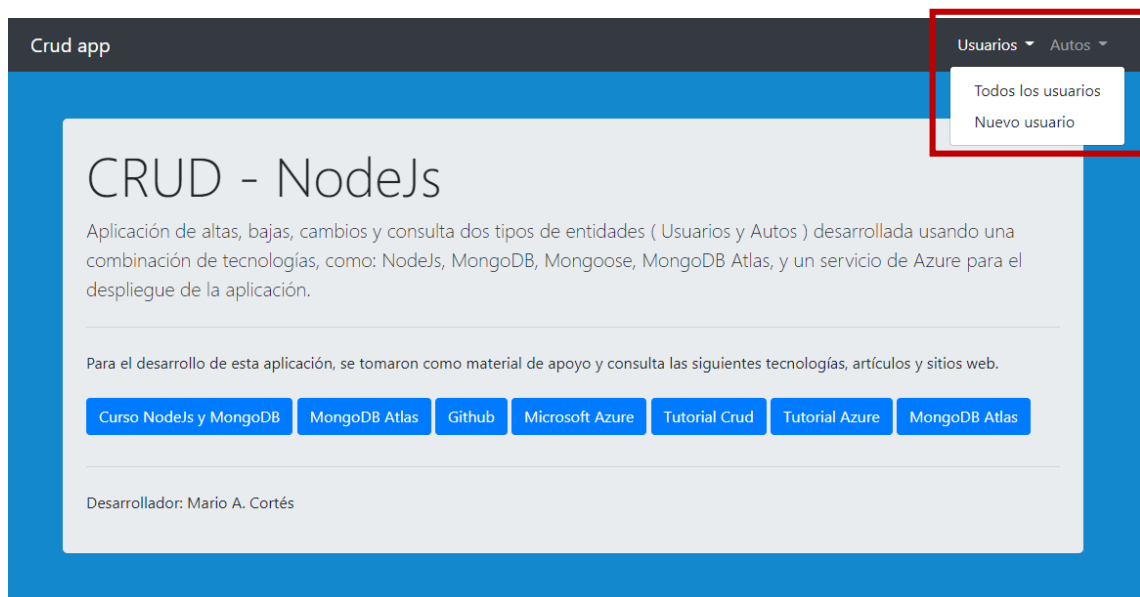 Crud app
Usuarios Autos
Todos los usuarios
Nuevo usuario
CRUD - NodeJs
Aplicación de altas, bajas, cambios y consulta dos tipos de entidades ( Usuarios y Autos ) desarrollada usando una
combinación de tecnologías, como: NodeJs, MongoDB, Mongoose, MongoDB Atlas, y un servicio de Azure para el
despliegue de la aplicación.
Para el desarrollo de esta aplicación, se tomaron como material de apoyo y consulta las siguientes tecnologías, artículos y sitios web.
Curso NodeJs y MongoDB MongoDB Atlas Github Microsoft Azure Tutorial Crud Tutorial Azure MongoDB Atlas
Desarrollador: Mario A. Cortés